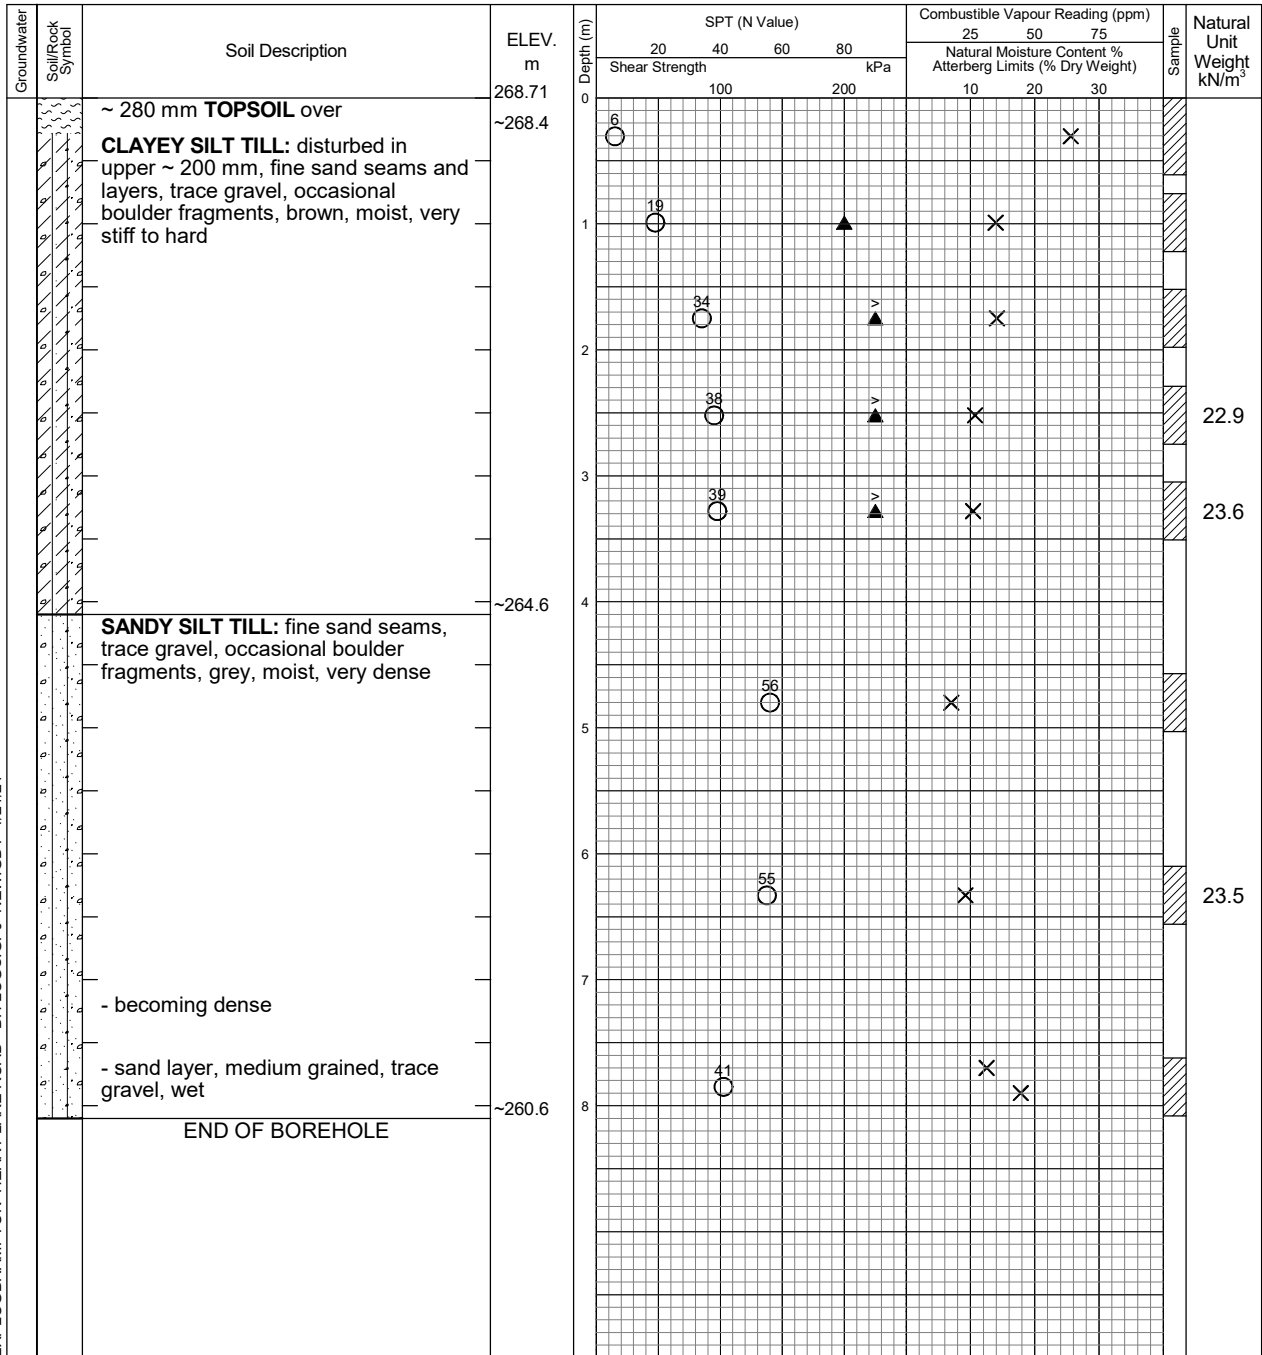 Groundwater
Soil/Rock
Symbol
Soil Description
ELEV.
m
Depth (m)
SPT (N Value)
20 40 60 80
Shear Strength kPa
100 200
Combustible Vapour Reading (ppm)
25 50 75
Natural Moisture Content %
Atterberg Limits (% Dry Weight)
10 20 30
Sample
Natural
Unit
Weight
kN/m³
268.71
0
~ 280 mm TOPSOIL over
~268.4
6
CLAYEY SILT TILL: disturbed in
upper ~ 200 mm, fine sand seams and
layers, trace gravel, occasional
boulder fragments, brown, moist, very
stiff to hard
19
1
34 >
2
38 >
22.9
3
39 >
23.6
~264.6
4
SANDY SILT TILL: fine sand seams,
trace gravel, occasional boulder
fragments, grey, moist, very dense
56
5
6
55
23.5
7
- becoming dense
- sand layer, medium grained, trace
gravel, wet
41
~260.6
8
END OF BOREHOLE